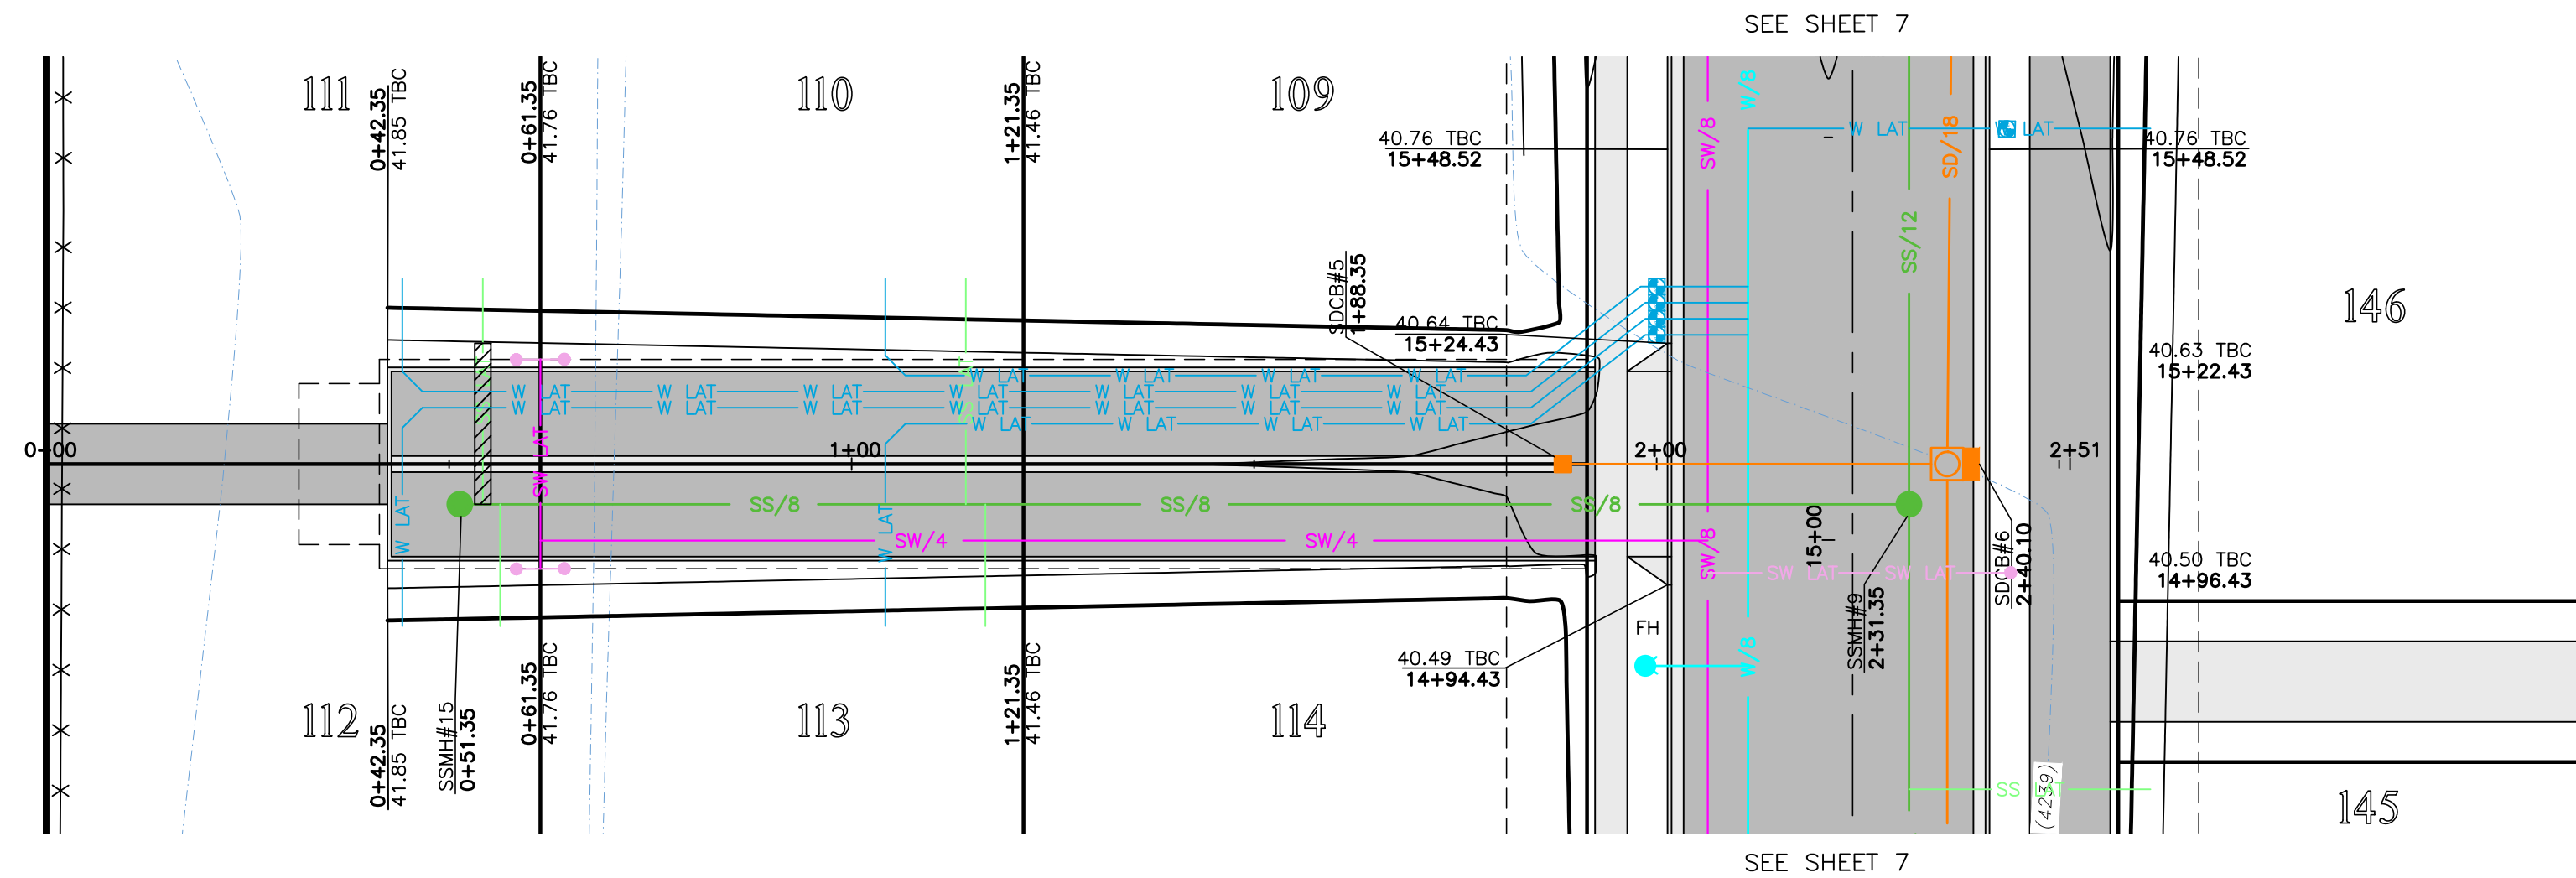 SEE SHEET 7
111
0+42.35
41.85 TBC
0+61.35
41.76 TBC
110
1+21.35
41.46 TBC
109
40.76 TBC
15+48.52
SW/8
W/8
W LAT
SD/18
W LAT
40.76 TBC
15+48.52
SS/12
SDCB#5
1+88.35
40.64 TBC
15+24.43
146
40.63 TBC
15+22.43
W LAT W LAT W LAT W LAT
W LAT W LAT W LAT W LAT W LAT W LAT W LAT
W LAT W LAT W LAT W LAT W LAT W LAT W LAT
W LAT W LAT W LAT W LAT
0+00
SW LAT
1+00
2+00
2+51
W LAT
SS/8
W LAT
SS/8
SS/8
SW/4
SW/4
SW/8
15+00
SW LAT
SW LAT
SDCB#6
2+40.10
40.50 TBC
14+96.43
SSMH#9
2+31.35
FH
40.49 TBC
14+94.43
W/8
112
0+42.35
41.85 TBC
SSMH#15
0+51.35
0+61.35
41.76 TBC
113
1+21.35
41.46 TBC
114
SS LAT
(4239)
145
SEE SHEET 7